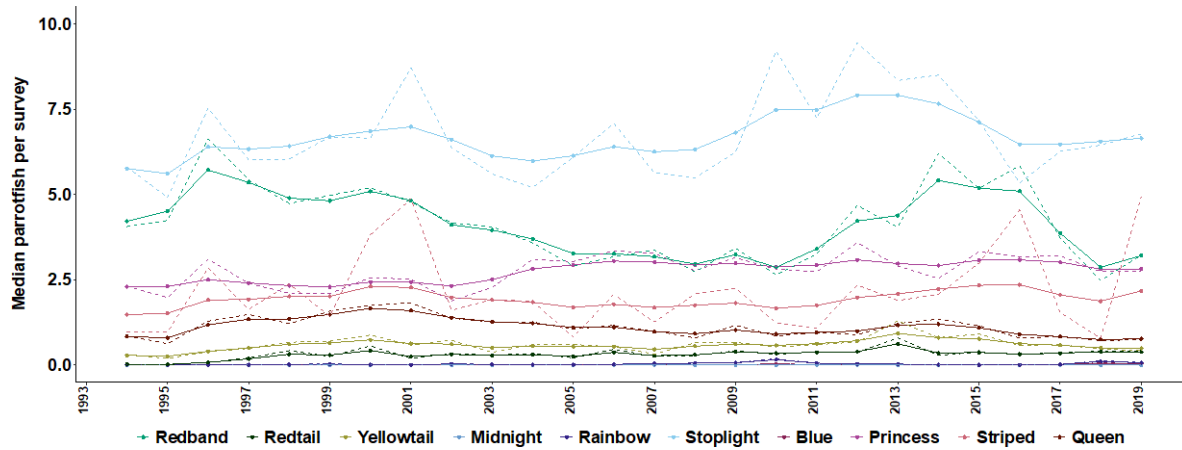 Median parrotfish per survey
10.0
7.5
5.0
2.5
0.0
1993 1995 1997 1999 2001 2003 2005 2007 2009 2011 2013 2015 2017 2019
Redband Redtail Yellowtail Midnight Rainbow Stoplight Blue Princess Striped Queen